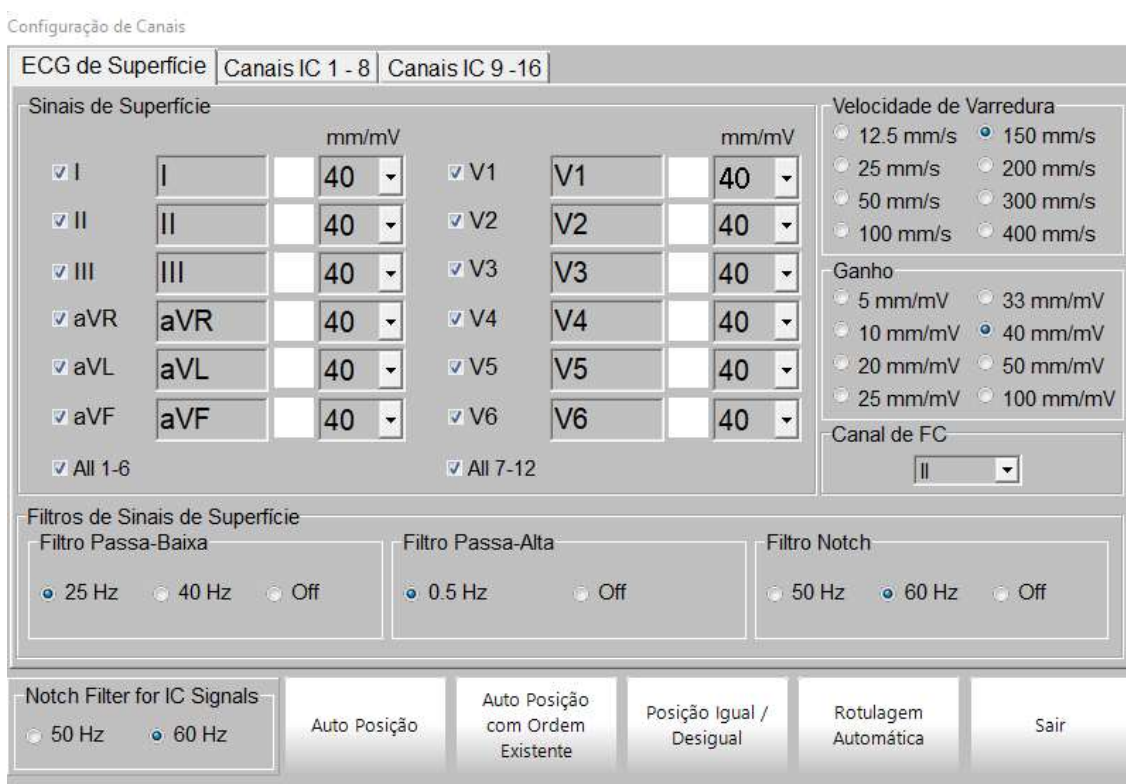 Configuração de Canais
ECG de Superfície Canais IC 1 - 8 Canais IC 9 -16
Sinais de Superfície
mm/mV mm/mV
I I 40 V1 V1 40
II II 40 V2 V2 40
III III 40 V3 V3 40
aVR aVR 40 V4 V4 40
aVL aVL 40 V5 V5 40
aVF aVF 40 V6 V6 40
All 1-6 All 7-12
Velocidade de Varredura
12.5 mm/s 150 mm/s
25 mm/s 200 mm/s
50 mm/s 300 mm/s
100 mm/s 400 mm/s
Ganho
5 mm/mV 33 mm/mV
10 mm/mV 40 mm/mV
20 mm/mV 50 mm/mV
25 mm/mV 100 mm/mV
Canal de FC
II
Filtros de Sinais de Superfície
Filtro Passa-Baixa Filtro Passa-Alta Filtro Notch
25 Hz 40 Hz Off 0.5 Hz Off 50 Hz 60 Hz Off
Notch Filter for IC Signals
50 Hz 60 Hz
Auto Posição
Auto Posição
com Ordem
Existente
Posição Igual /
Desigual
Rotulagem
Automática
Sair